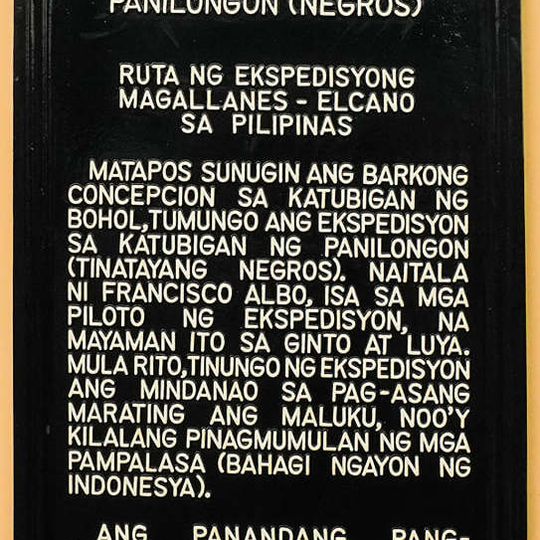 PANILONGON (NEGROS)
RUTA NG EKSPEDISYONG
MAGALLANES - ELCANO
SA PILIPINAS
MATAPOS SUNUGIN ANG BARKONG
CONCEPCION SA KATUBIGAN NG
BOHOL,TUMUNGO ANG EKSPEDISYON
SA KATUBIGAN NG PANILONGON
(TINATAYANG NEGROS). NAITALA
NI FRANCISCO ALBO, ISA SA MGA
PILOTO NG EKSPEDISYON, NA
MAYAMAN ITO SA GINTO AT LUYA.
MULA RITO,TINUNGO NG EKSPEDISYON
ANG MINDANAO SA PAG-ASANG
MARATING ANG MALUKU, NOO'Y
KILALANG PINAGMUMULAN NG MGA
PAMPALASA (BAHAGI NGAYON NG
INDONESYA).
ANG PANANDANG PANG-